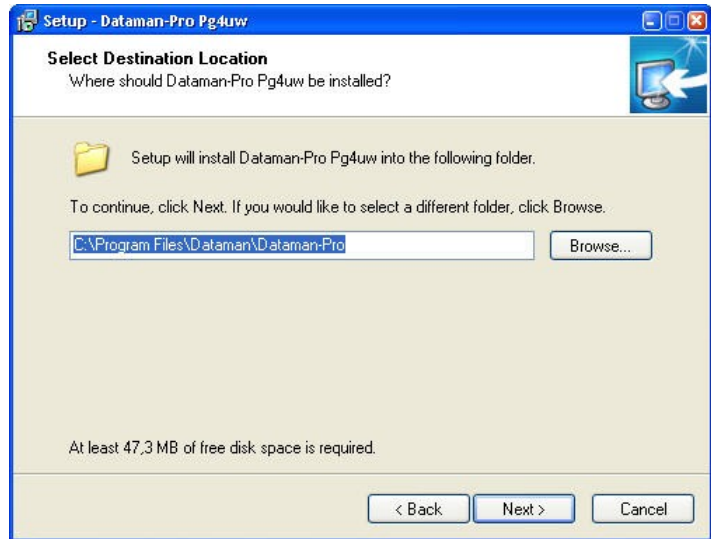 Setup - Dataman-Pro Pg4uw
Select Destination Location
Where should Dataman-Pro Pg4uw be installed?
Setup will install Dataman-Pro Pg4uw into the following folder.
To continue, click Next. If you would like to select a different folder, click Browse.
C:\Program Files\Dataman\Dataman-Pro
Browse...
At least 47,3 MB of free disk space is required.
< Back
Next >
Cancel